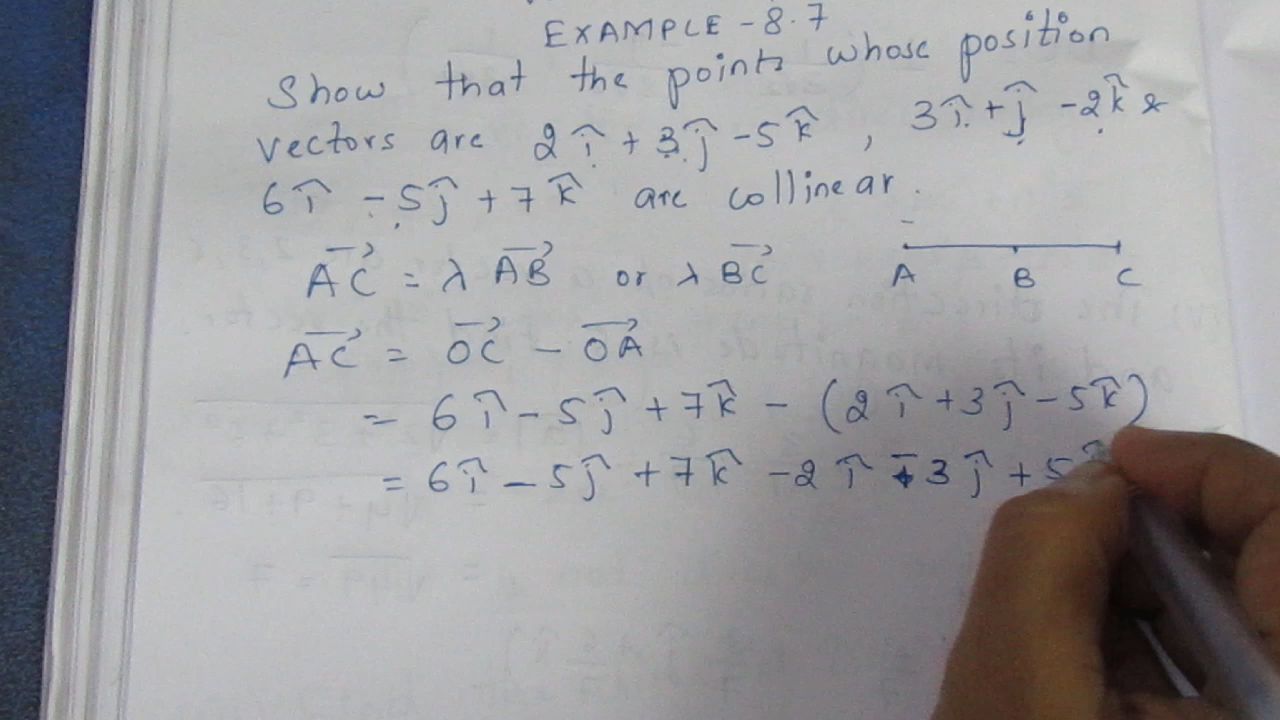 EXAMPLE - 8.7
Show that the points whose position
vectors are 2î + 3ĵ - 5k̂ , 3î + ĵ - 2k̂ &
6î - 5ĵ + 7k̂ are collinear.
AC⃗ = λ AB⃗ or λ BC⃗
A B C
AC⃗ = OC⃗ - OA⃗
= 6î - 5ĵ + 7k̂ - (2î + 3ĵ - 5k̂)
= 6î - 5ĵ + 7k̂ - 2î - 3ĵ + 5k̂